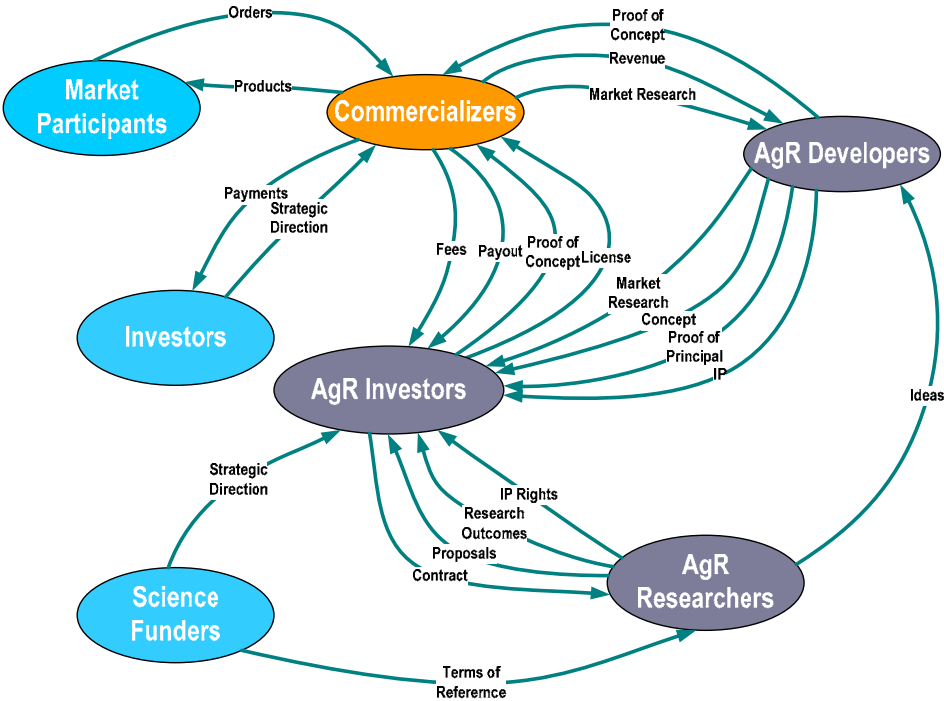 Orders
Proof of
Concept
Revenue
Market
Participants
Products
Commercializers
Market Research
AgR Developers
Payments
Strategic
Direction
Fees
Payout
Proof of
Concept
License
Market
Research
Concept
Proof of
Principal
IP
Investors
AgR Investors
Ideas
Strategic
Direction
IP Rights
Research
Outcomes
Proposals
Contract
AgR
Researchers
Science
Funders
Terms of
Referernce